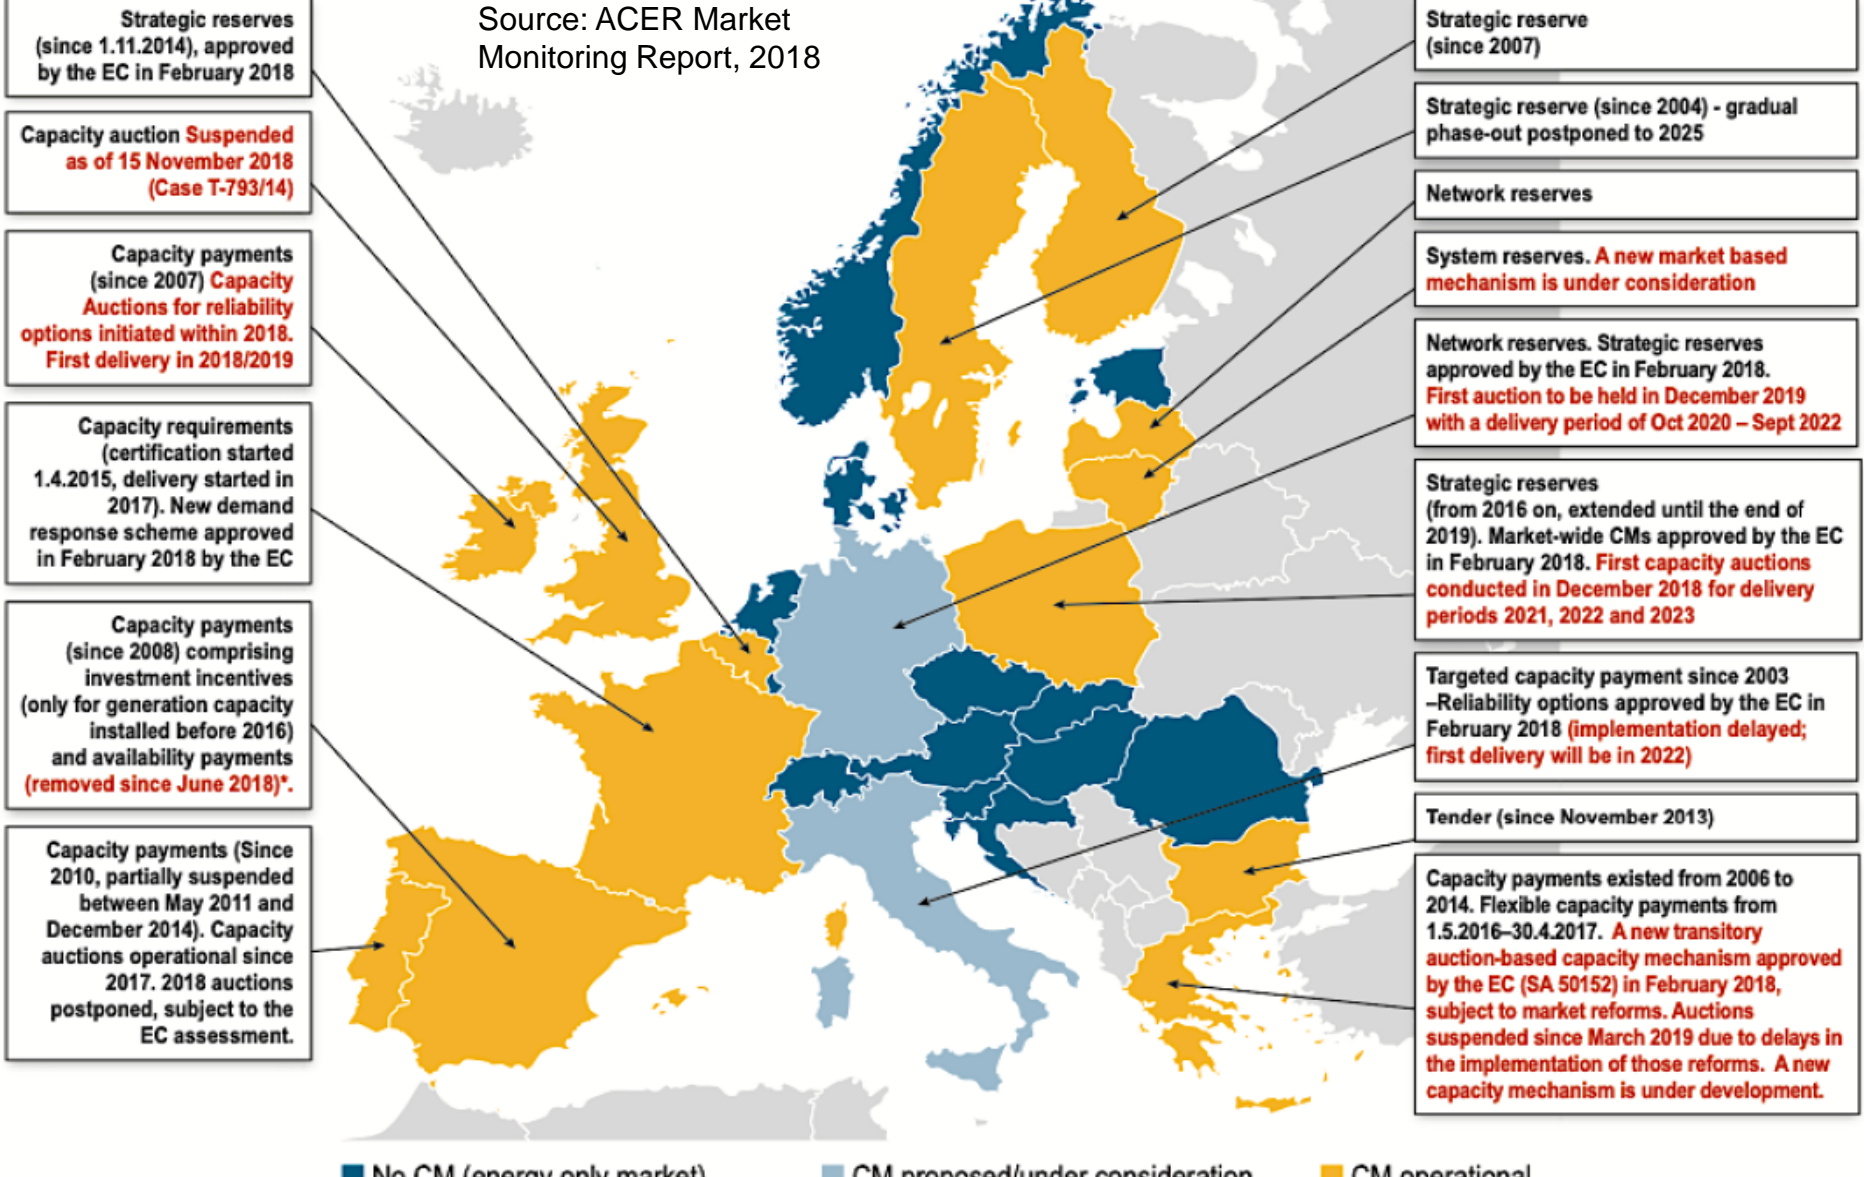 Source: ACER Market
Monitoring Report, 2018
Strategic reserves
(since 1.11.2014), approved
by the EC in February 2018
Capacity auction Suspended
as of 15 November 2018
(Case T-793/14)
Capacity payments
(since 2007) Capacity
Auctions for reliability
options initiated within 2018.
First delivery in 2018/2019
Capacity requirements
(certification started
1.4.2015, delivery started in
2017). New demand
response scheme approved
in February 2018 by the EC
Capacity payments
(since 2008) comprising
investment incentives
(only for generation capacity
installed before 2016)
and availability payments
(removed since June 2018)*.
Capacity payments (Since
2010, partially suspended
between May 2011 and
December 2014). Capacity
auctions operational since
2017. 2018 auctions
postponed, subject to the
EC assessment.
Strategic reserve
(since 2007)
Strategic reserve (since 2004) - gradual
phase-out postponed to 2025
Network reserves
System reserves. A new market based
mechanism is under consideration
Network reserves. Strategic reserves
approved by the EC in February 2018.
First auction to be held in December 2019
with a delivery period of Oct 2020 – Sept 2022
Strategic reserves
(from 2016 on, extended until the end of
2019). Market-wide CMs approved by the EC
in February 2018. First capacity auctions
conducted in December 2018 for delivery
periods 2021, 2022 and 2023
Targeted capacity payment since 2003
–Reliability options approved by the EC in
February 2018 (implementation delayed;
first delivery will be in 2022)
Tender (since November 2013)
Capacity payments existed from 2006 to
2014. Flexible capacity payments from
1.5.2016–30.4.2017. A new transitory
auction-based capacity mechanism approved
by the EC (SA 50152) in February 2018,
subject to market reforms. Auctions
suspended since March 2019 due to delays in
the implementation of those reforms. A new
capacity mechanism is under development.
No CM (energy only market)
CM proposed/under consideration
CM operational